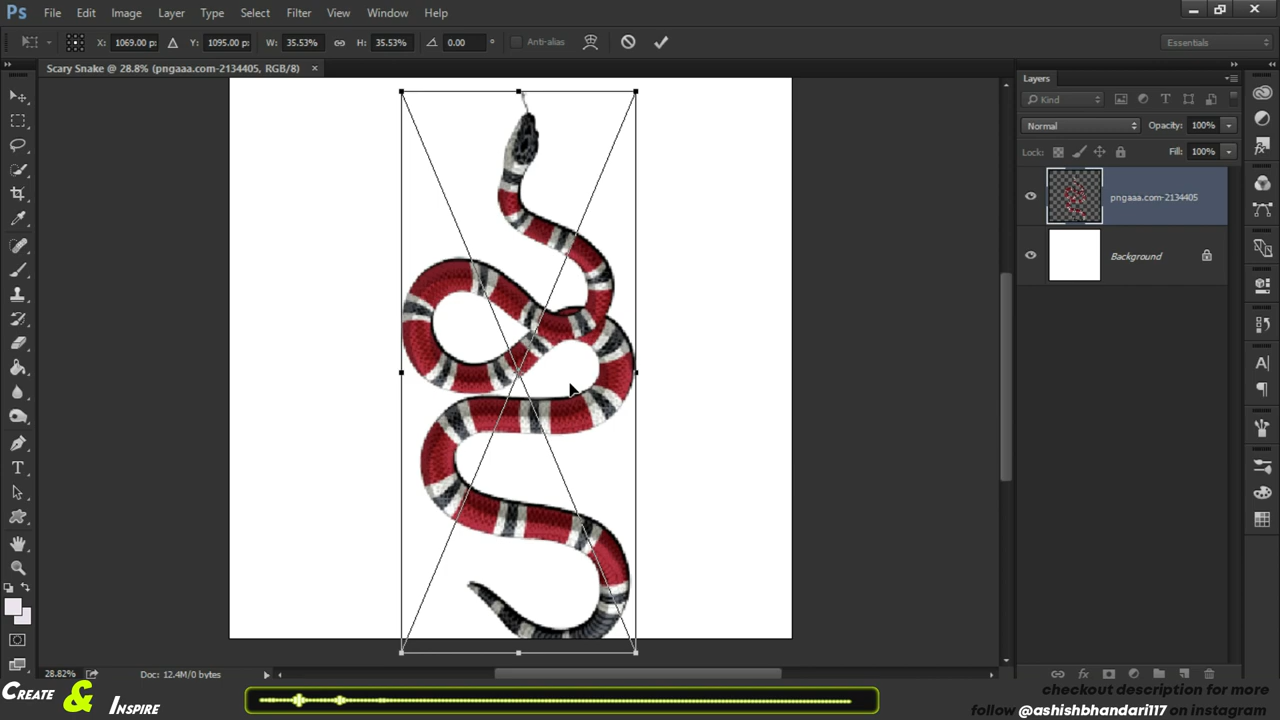 Ps File Edit Image Layer Type Select Filter View Window Help
X: 1069.00 p: Y: 1095.00 p: W: 35.53% H: 35.53% 0.00 ° Anti-alias Essentials
Scary Snake @ 28.8% (pngaaa.com-2134405, RGB/8) ×
Layers
Kind
Normal Opacity: 100%
Lock: Fill: 100%
pngaaa.com-2134405
Background
28.82% Doc: 12.4M/0 bytes
Create & Inspire
checkout description for more
follow @ashishbhandari117 on instagram